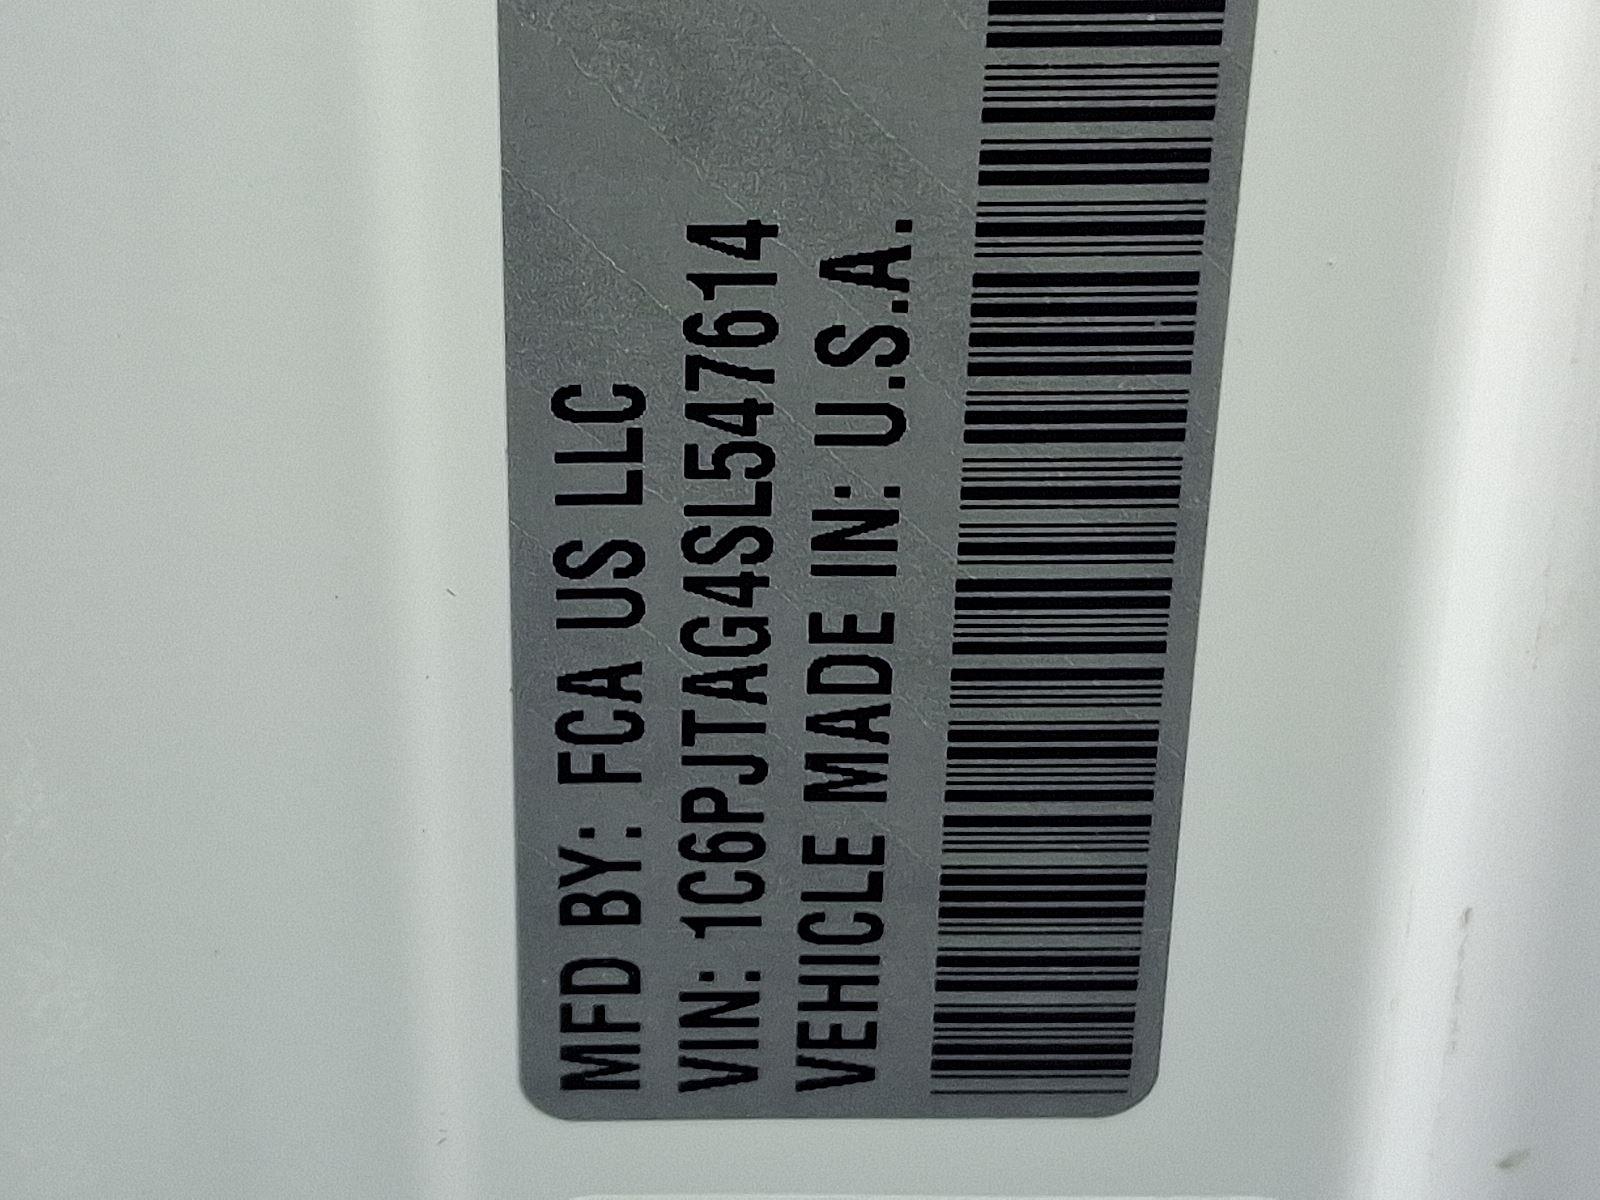 MFD BY: FCA US LLC
VIN: 1C6PJTAG4SL547614
VEHICLE MADE IN: U.S.A.